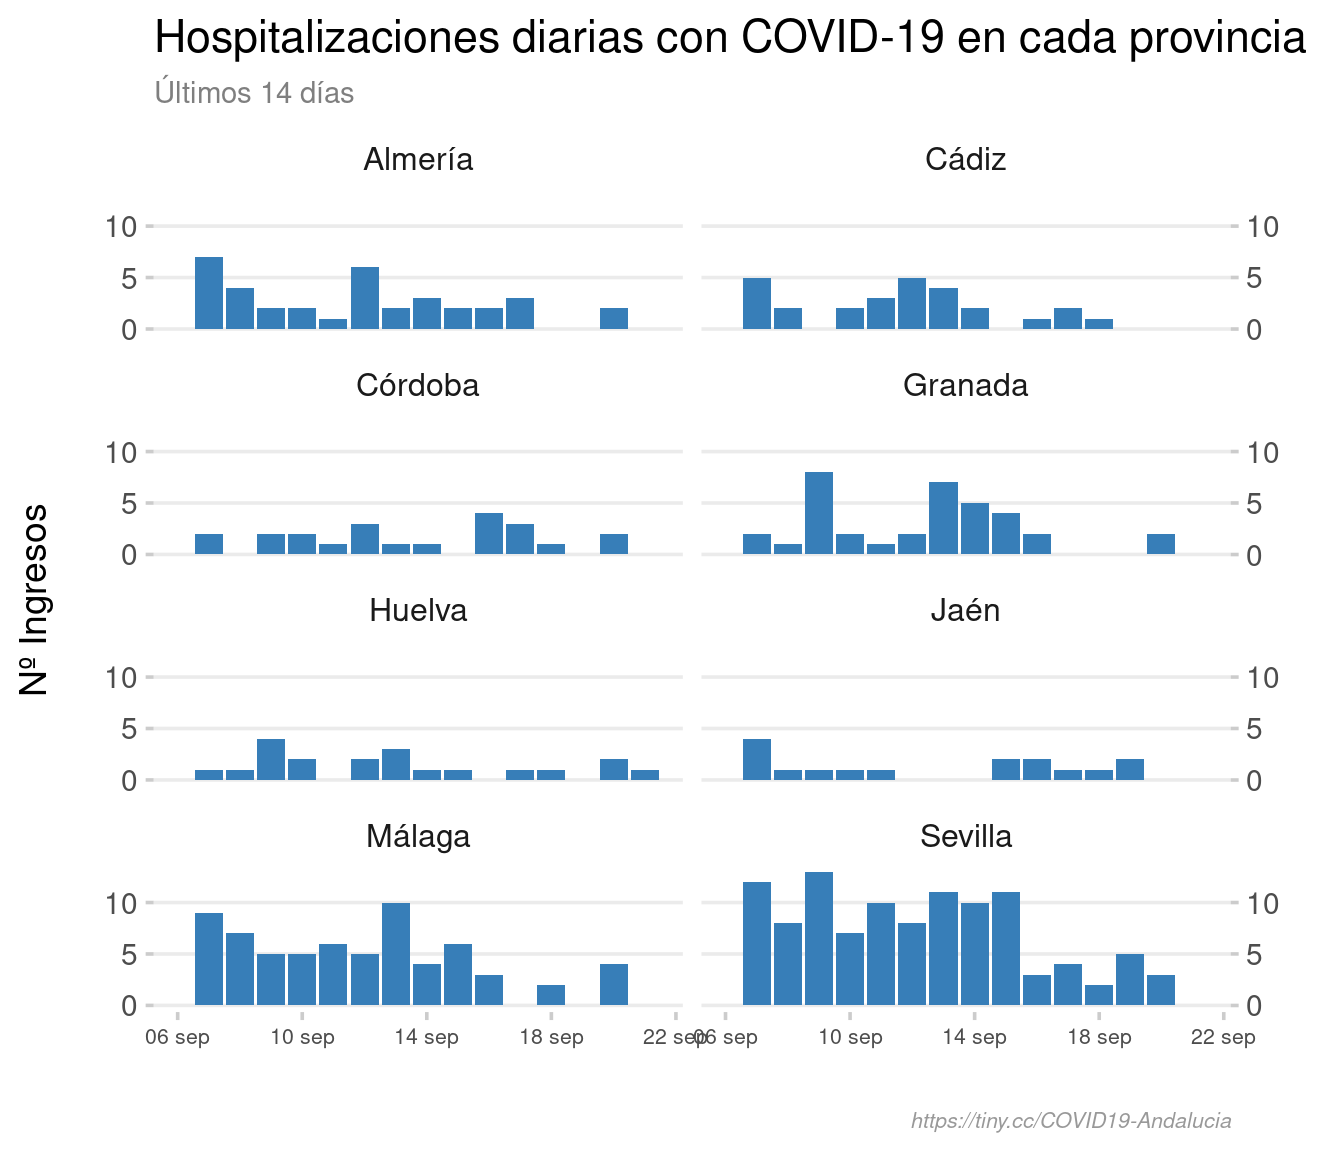 Hospitalizaciones diarias con COVID-19 en cada provincia
Últimos 14 días
Almería
Cádiz
10
5
0
10
5
0
Córdoba
Granada
10
5
0
10
5
0
Nº Ingresos
Huelva
Jaén
10
5
0
10
5
0
Málaga
Sevilla
10
5
0
10
5
0
06 sep 10 sep 14 sep 18 sep 22 sep
06 sep 10 sep 14 sep 18 sep 22 sep
https://tiny.cc/COVID19-Andalucia